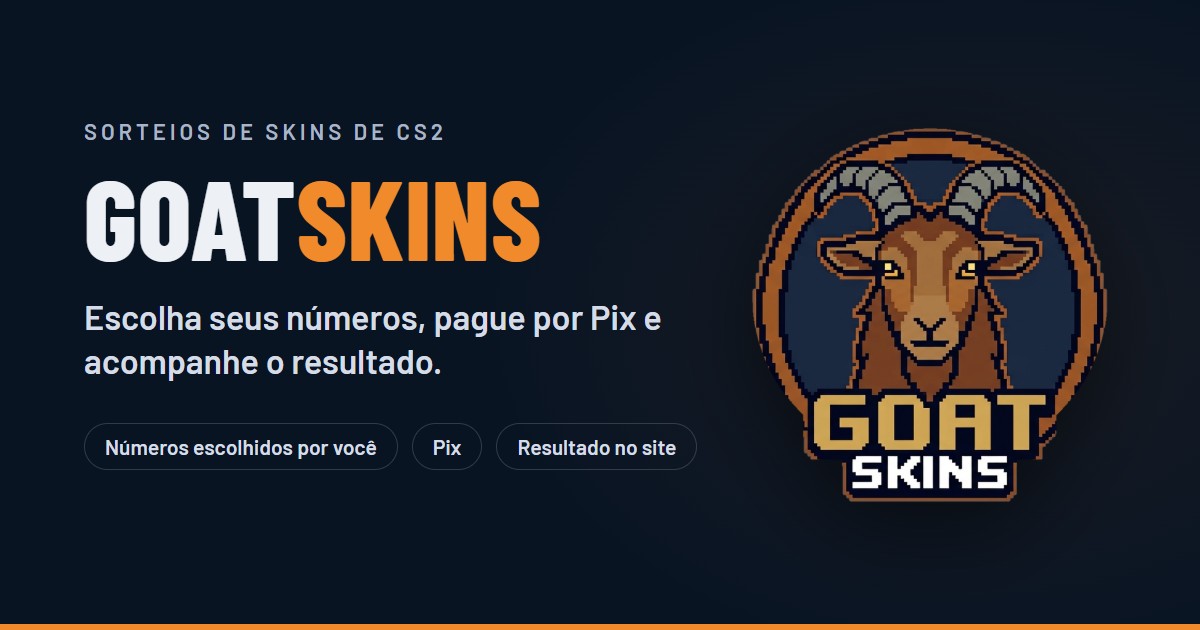 SORTEIOS DE SKINS DE CS2
GOATSKINS
Escolha seus números, pague por Pix e
acompanhe o resultado.
Números escolhidos por você
Pix
Resultado no site
GOAT
SKINS